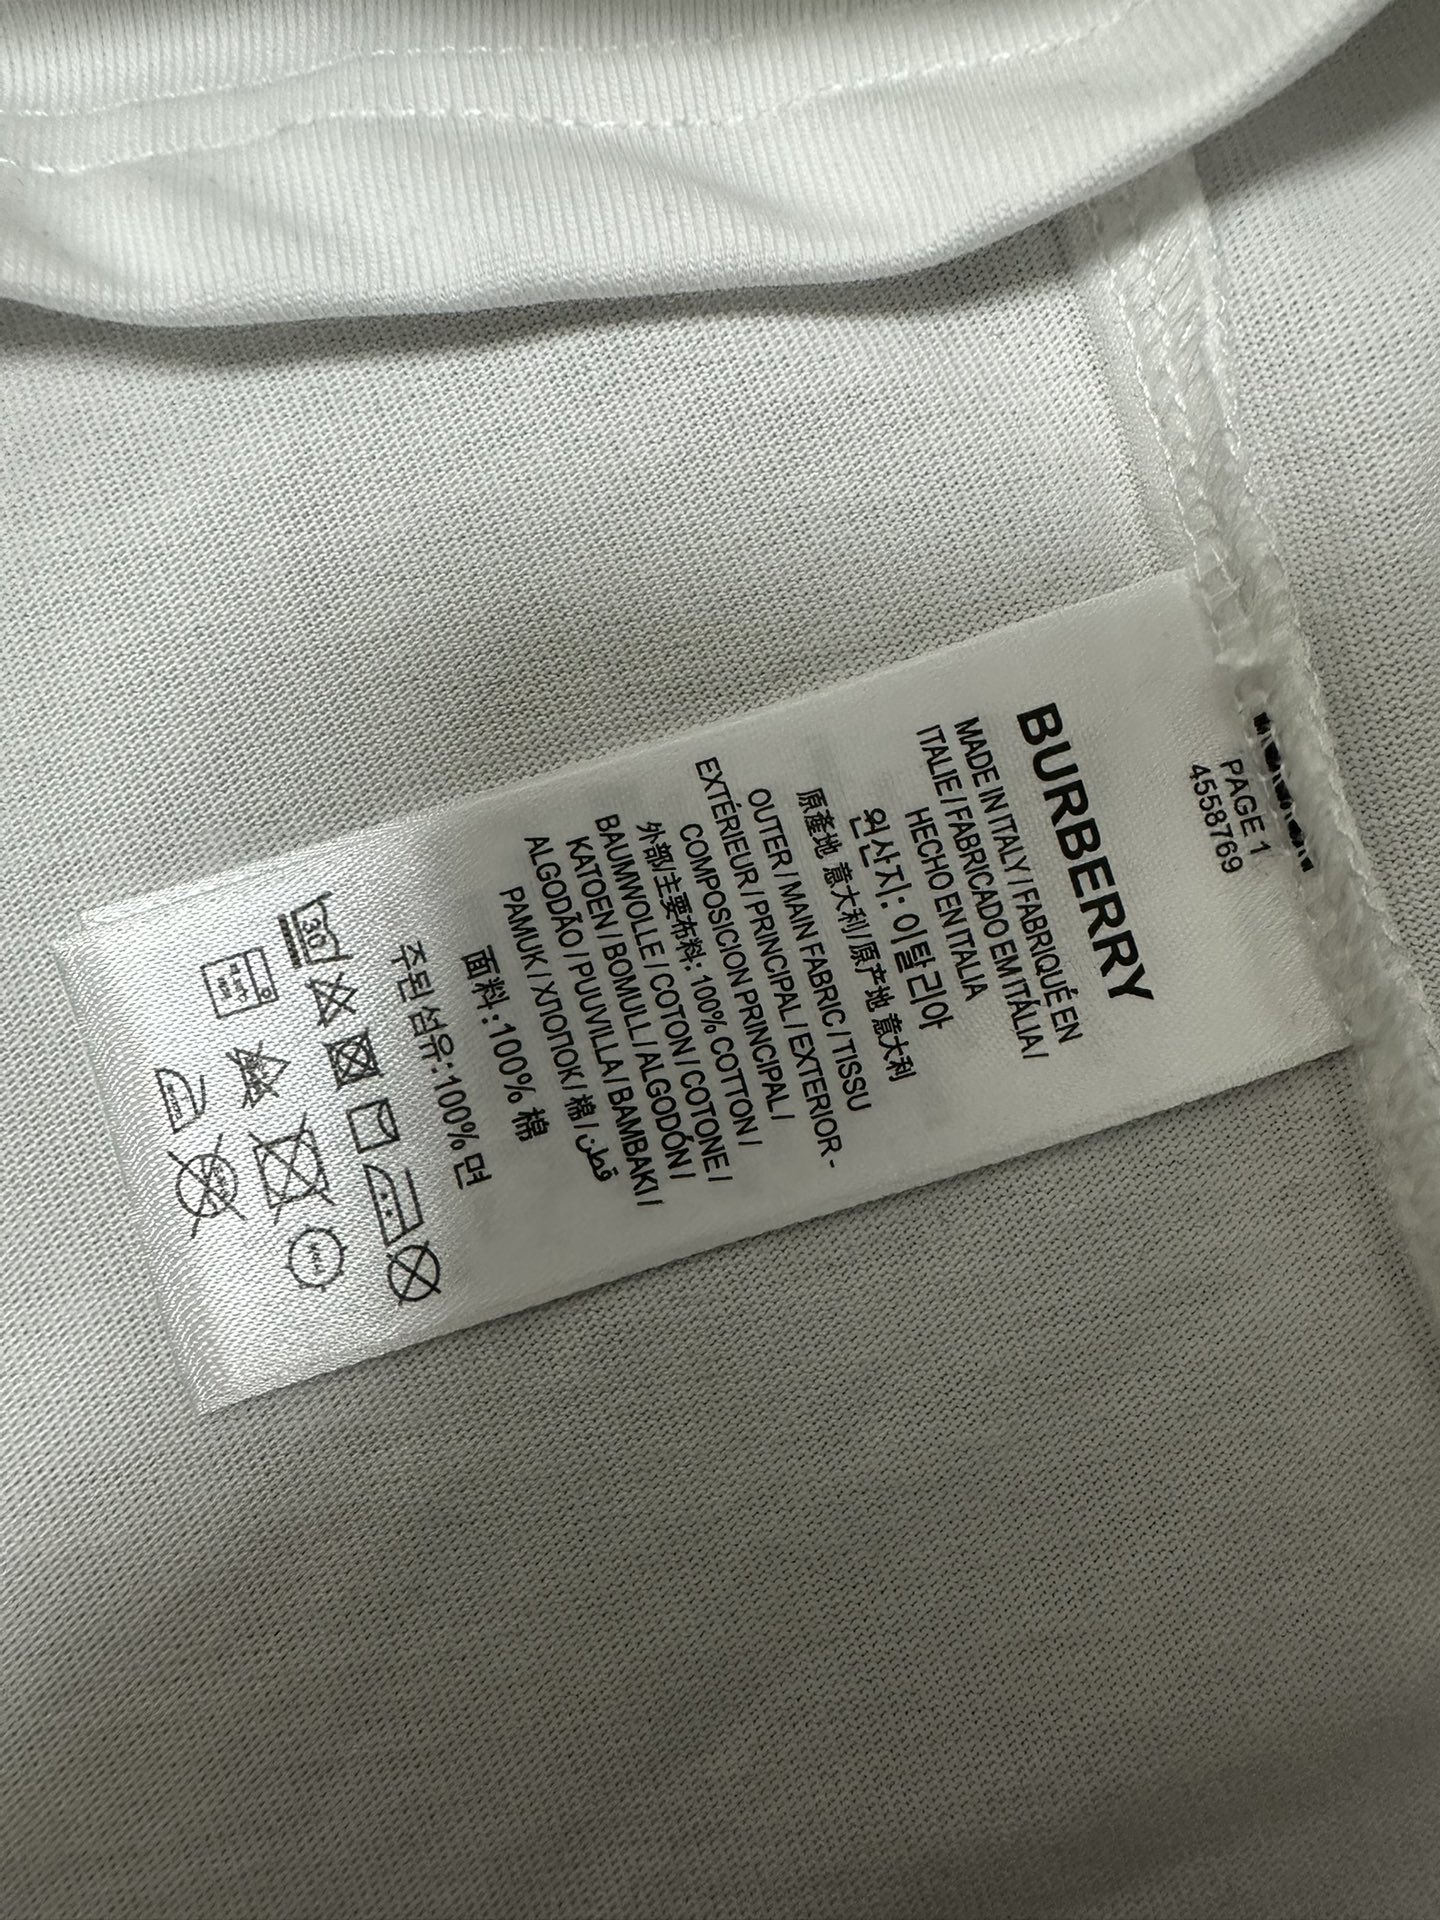 PAGE 1
4558769
BURBERRY
MADE IN ITALY / FABRIQUÉ EN
ITALIE / FABRICADO EM ITÁLIA /
HECHO EN ITALIA
원산지: 이탈리아
原產地 意大利/原产地 意大利
OUTER / MAIN FABRIC / TISSU
EXTÉRIEUR / PRINCIPAL / EXTERIOR -
COMPOSICION PRINCIPAL /
外部/主要布料: 100% COTTON /
BAUMWOLLE / COTON / COTONE /
KATOEN / BOMULL / ALGODÓN /
ALGODÃO / PUUVILLA / BAMBAKI /
PAMUK / ХЛОПОК / 棉 / قطن
面料:100% 棉
주된 섬유:100% 면
30